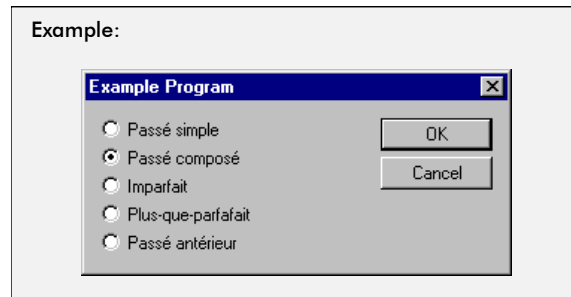 Example:
Example Program
Passé simple
OK
Passé composé
Cancel
Imparfait
Plus-que-parfafait
Passé antérieur